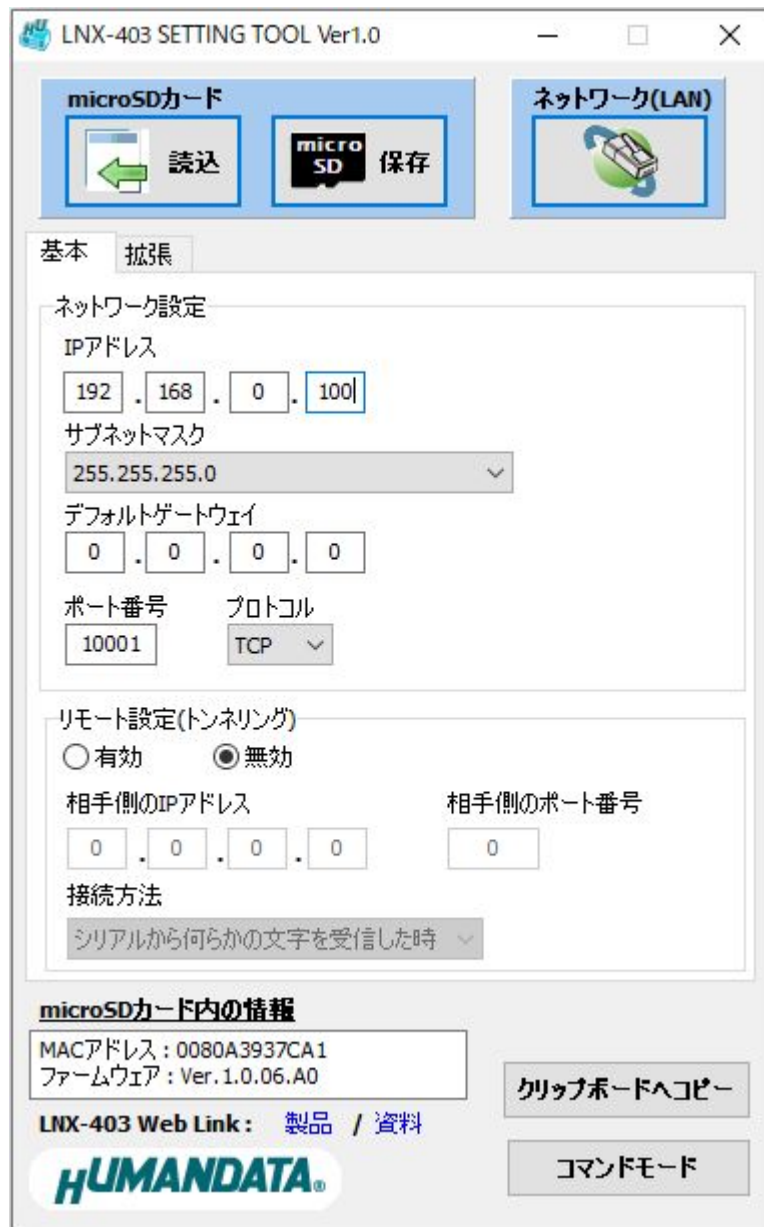 LNX-403 SETTING TOOL Ver1.0
microSDカード
ネットワーク(LAN)
読込
micro
SD
保存
基本 拡張
ネットワーク設定
IPアドレス
192 . 168 . 0 . 100
サブネットマスク
255.255.255.0
デフォルトゲートウェイ
0 . 0 . 0 . 0
ポート番号 プロトコル
10001 TCP
リモート設定(トンネリング)
有効 無効
相手側のIPアドレス 相手側のポート番号
0 . 0 . 0 . 0 0
接続方法
シリアルから何らかの文字を受信した時
microSDカード内の情報
MACアドレス : 0080A3937CA1
ファームウェア : Ver.1.0.06.A0
クリップボードへコピー
LNX-403 Web Link : 製品 / 資料
コマンドモード
HUMANDATA®